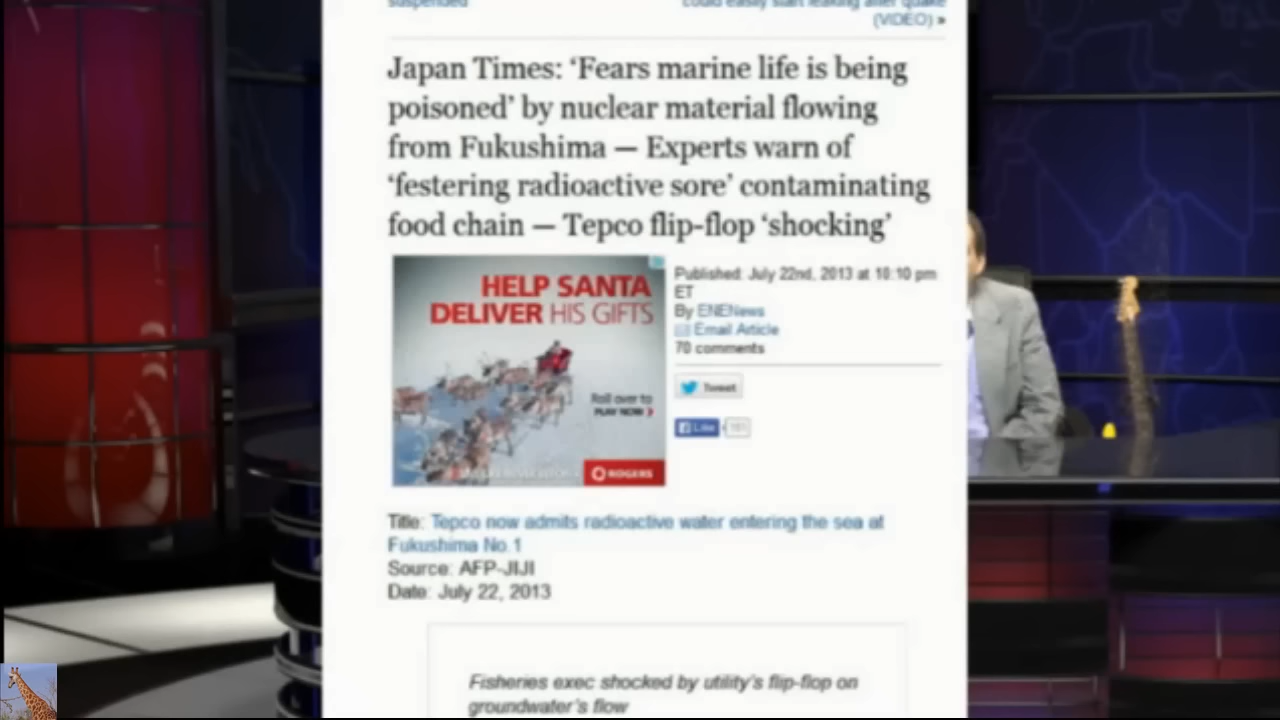 suspended
could easily start leaking after quake
(VIDEO) »
Japan Times: ‘Fears marine life is being
poisoned’ by nuclear material flowing
from Fukushima — Experts warn of
‘festering radioactive sore’ contaminating
food chain — Tepco flip-flop ‘shocking’
HELP SANTA
DELIVER HIS GIFTS
Roll over to
PLAY NOW
ROGERS
Published: July 22nd, 2013 at 10:10 pm
ET
By ENENews
Email Article
70 comments
Tweet
Like
Title: Tepco now admits radioactive water entering the sea at
Fukushima No.1
Source: AFP-JIJI
Date: July 22, 2013
Fisheries exec shocked by utility’s flip-flop on
groundwater’s flow